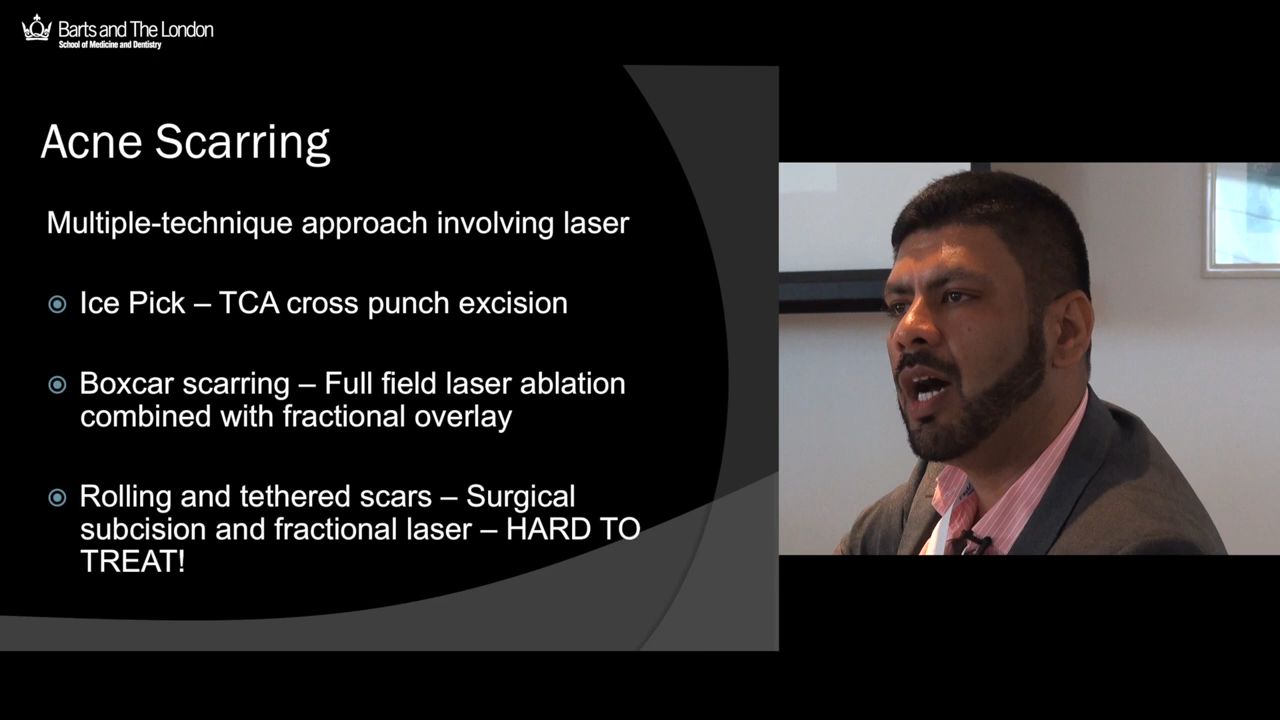 Barts and The London
School of Medicine and Dentistry
Acne Scarring
Multiple-technique approach involving laser
Ice Pick – TCA cross punch excision
Boxcar scarring – Full field laser ablation
combined with fractional overlay
Rolling and tethered scars – Surgical
subcision and fractional laser – HARD TO
TREAT!